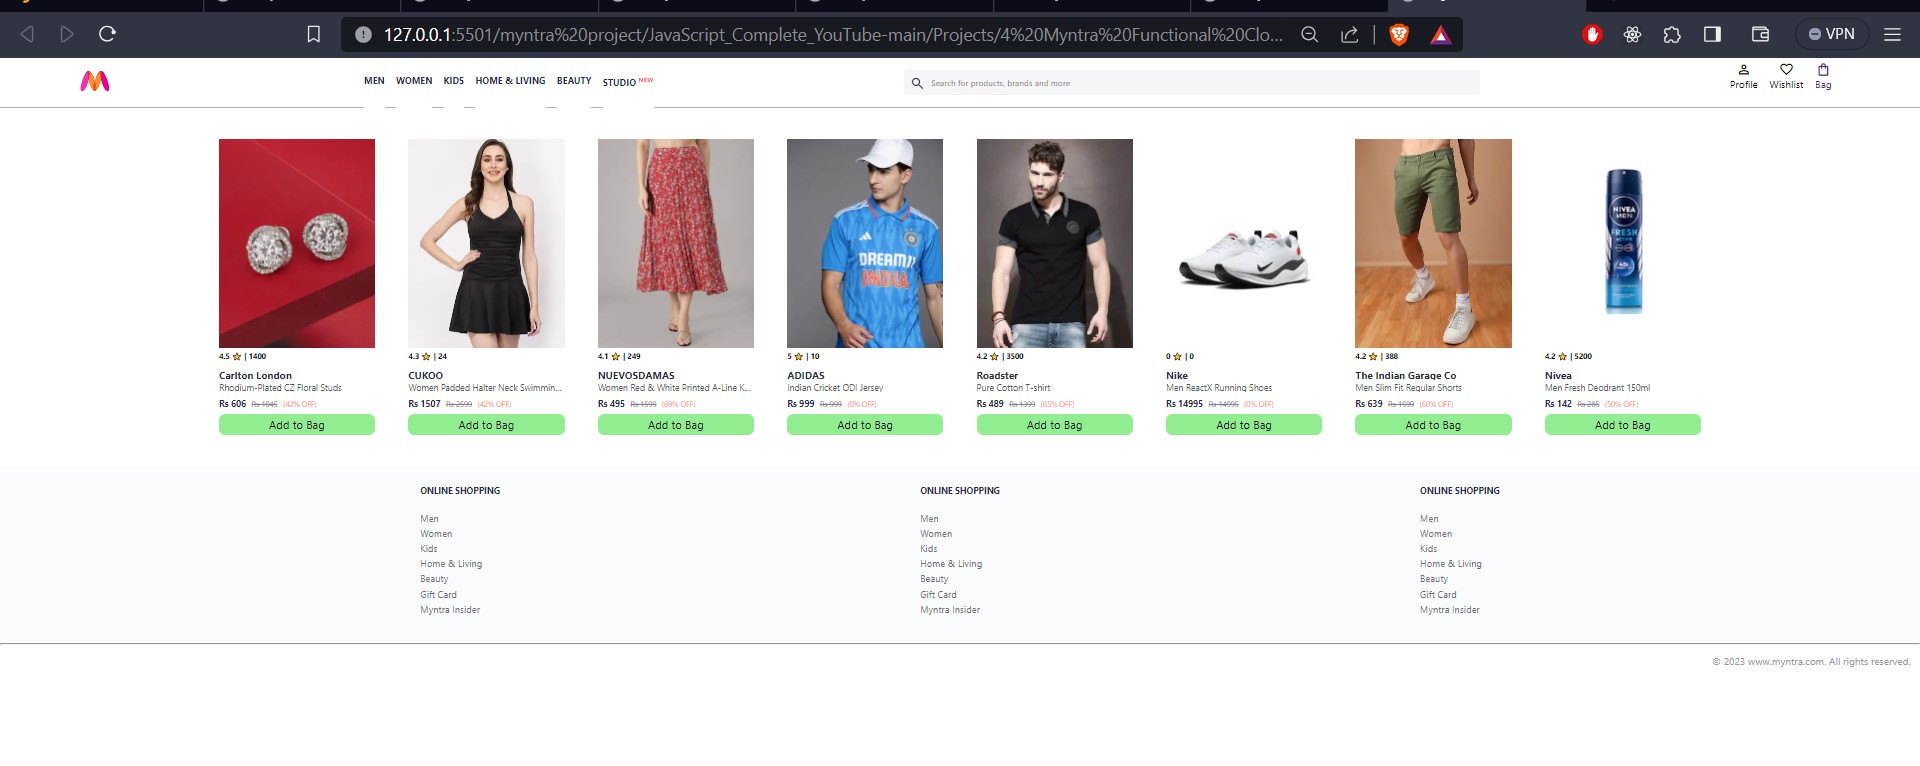 127.0.0.1:5501/myntra%20project/JavaScript_Complete_YouTube-main/Projects/4%20Myntra%20Functional%20Clo...
VPN
MEN WOMEN KIDS HOME & LIVING BEAUTY STUDIO NEW
Search for products, brands and more
Profile Wishlist Bag
DREAM11
INDIA
NIVEA
MEN
FRESH
ACTIVE
4.5 ⭐ | 1400
Carlton London
Rhodium-Plated CZ Floral Studs
Rs 606 Rs 1045 (42% OFF)
Add to Bag
4.3 ⭐ | 24
CUKOO
Women Padded Halter Neck Swimmin...
Rs 1507 Rs 2599 (42% OFF)
Add to Bag
4.1 ⭐ | 249
NUEVOSDAMAS
Women Red & White Printed A-Line K...
Rs 495 Rs 1599 (69% OFF)
Add to Bag
5 ⭐ | 10
ADIDAS
Indian Cricket ODI Jersey
Rs 999 Rs 999 (0% OFF)
Add to Bag
4.2 ⭐ | 3500
Roadster
Pure Cotton T-shirt
Rs 489 Rs 1399 (65% OFF)
Add to Bag
0 ⭐ | 0
Nike
Men ReactX Running Shoes
Rs 14995 Rs 14995 (0% OFF)
Add to Bag
4.2 ⭐ | 388
The Indian Garage Co
Men Slim Fit Regular Shorts
Rs 639 Rs 1599 (60% OFF)
Add to Bag
4.2 ⭐ | 5200
Nivea
Men Fresh Deodrant 150ml
Rs 142 Rs 285 (50% OFF)
Add to Bag
ONLINE SHOPPING
Men
Women
Kids
Home & Living
Beauty
Gift Card
Myntra Insider
ONLINE SHOPPING
Men
Women
Kids
Home & Living
Beauty
Gift Card
Myntra Insider
ONLINE SHOPPING
Men
Women
Kids
Home & Living
Beauty
Gift Card
Myntra Insider
© 2023 www.myntra.com. All rights reserved.